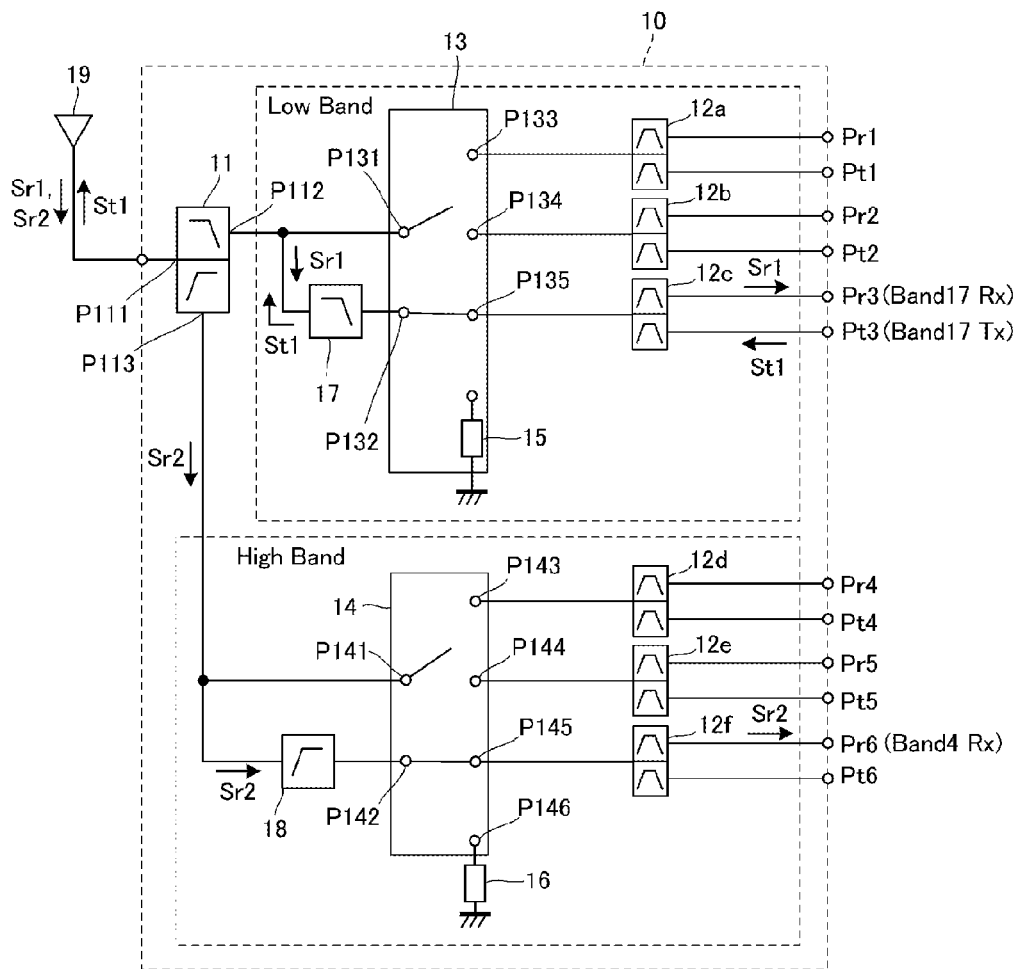 10
19
13
Low Band
12a
P133
Pr1
P131
11
Pt1
P112
Sr1,
Sr2
St1
12b
P134
Pr2
Sr1
Pt2
P135
12c
Sr1
P111
Pr3 (Band17 Rx)
St1
Pt3 (Band17 Tx)
P113
17
St1
P132
15
Sr2
High Band
P143
12d
Pr4
14
Pt4
P141
P144
12e
Pr5
Pt5
Sr2
12f
P145
Pr6 (Band4 Rx)
Sr2
P142
Pt6
18
P146
16